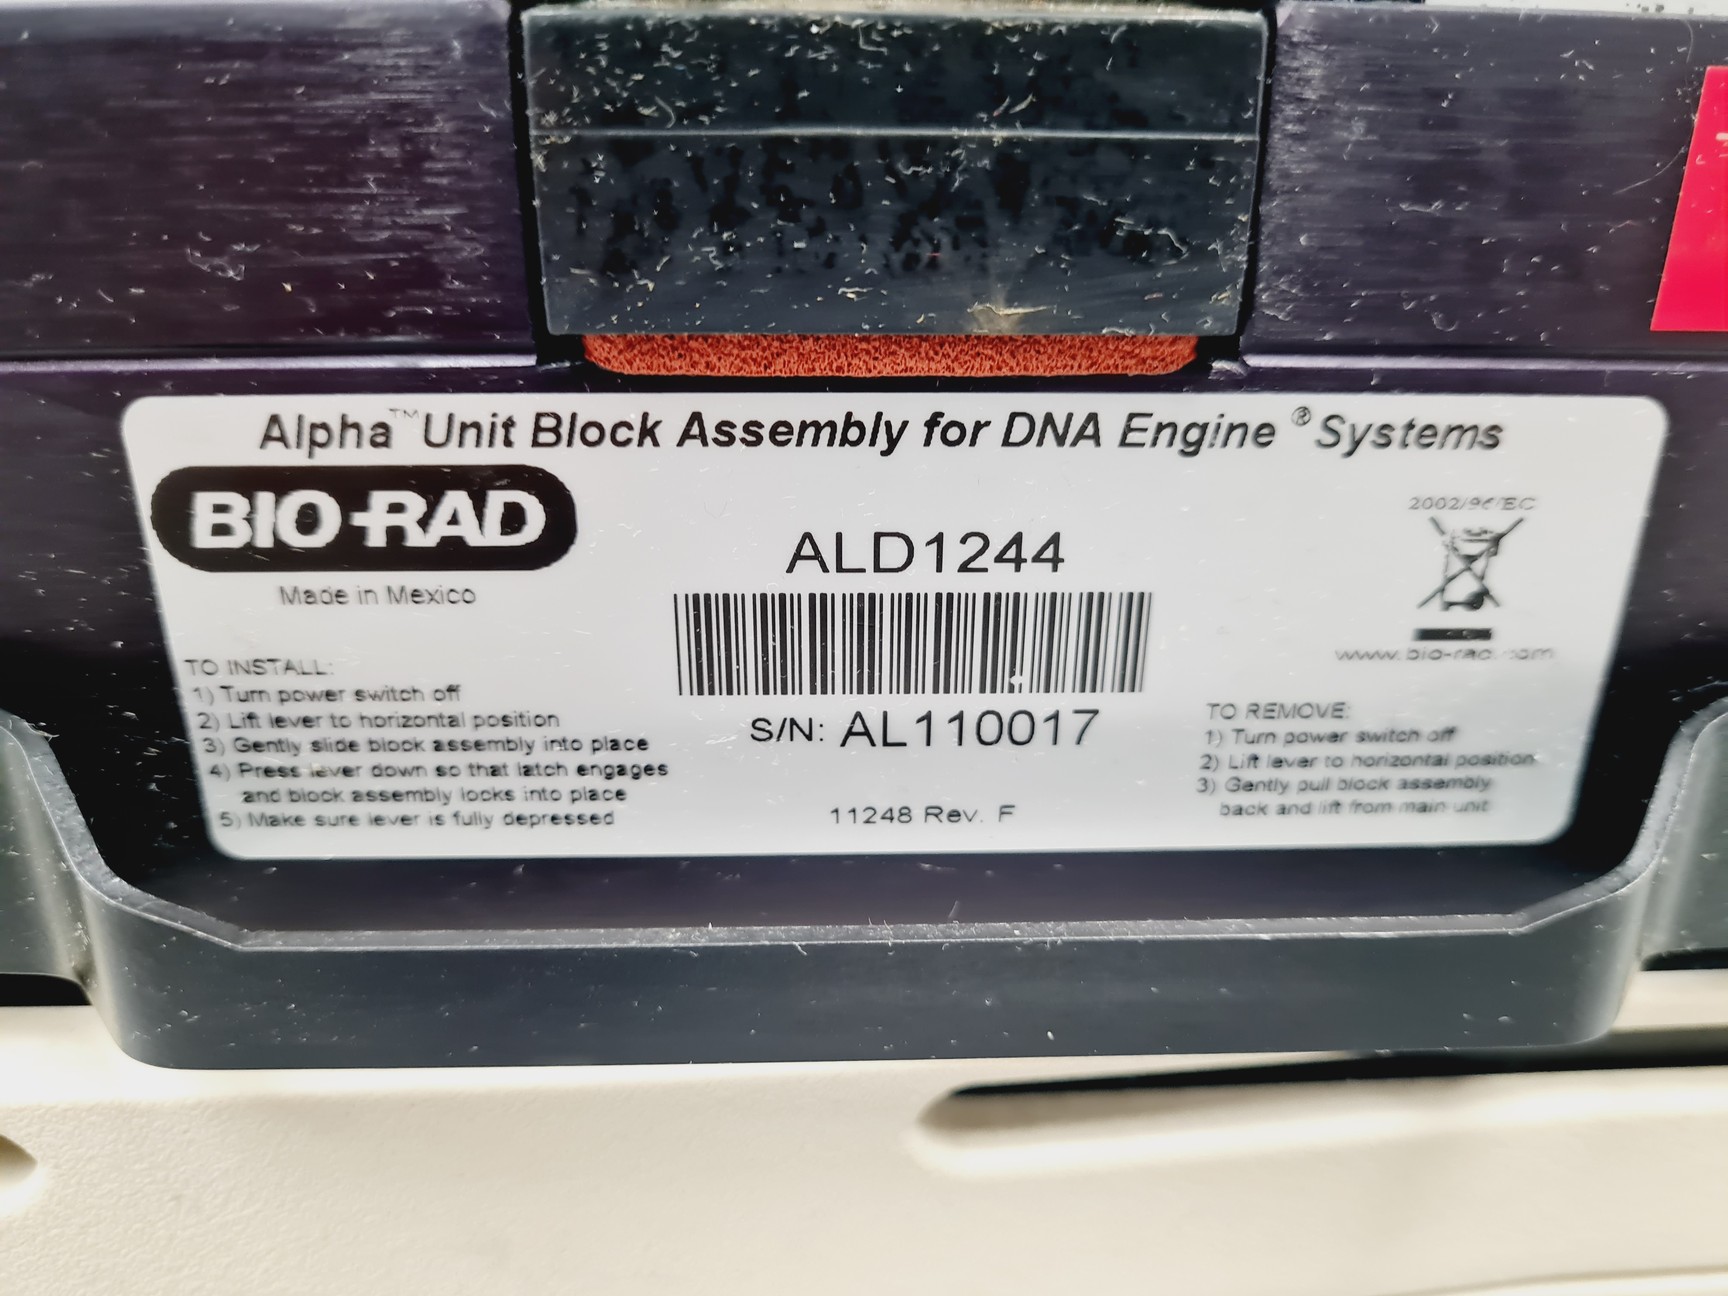 Alpha™ Unit Block Assembly for DNA Engine® Systems
BIO-RAD
Made in Mexico
TO INSTALL:
1) Turn power switch off
2) Lift lever to horizontal position
3) Gently slide block assembly into place
4) Press lever down so that latch engages
and block assembly locks into place
5) Make sure lever is fully depressed
ALD1244
S/N: AL110017
11248 Rev. F
2002/96/EC
www.bio-rad.com
TO REMOVE:
1) Turn power switch off
2) Lift lever to horizontal position
3) Gently pull block assembly
back and lift from main unit